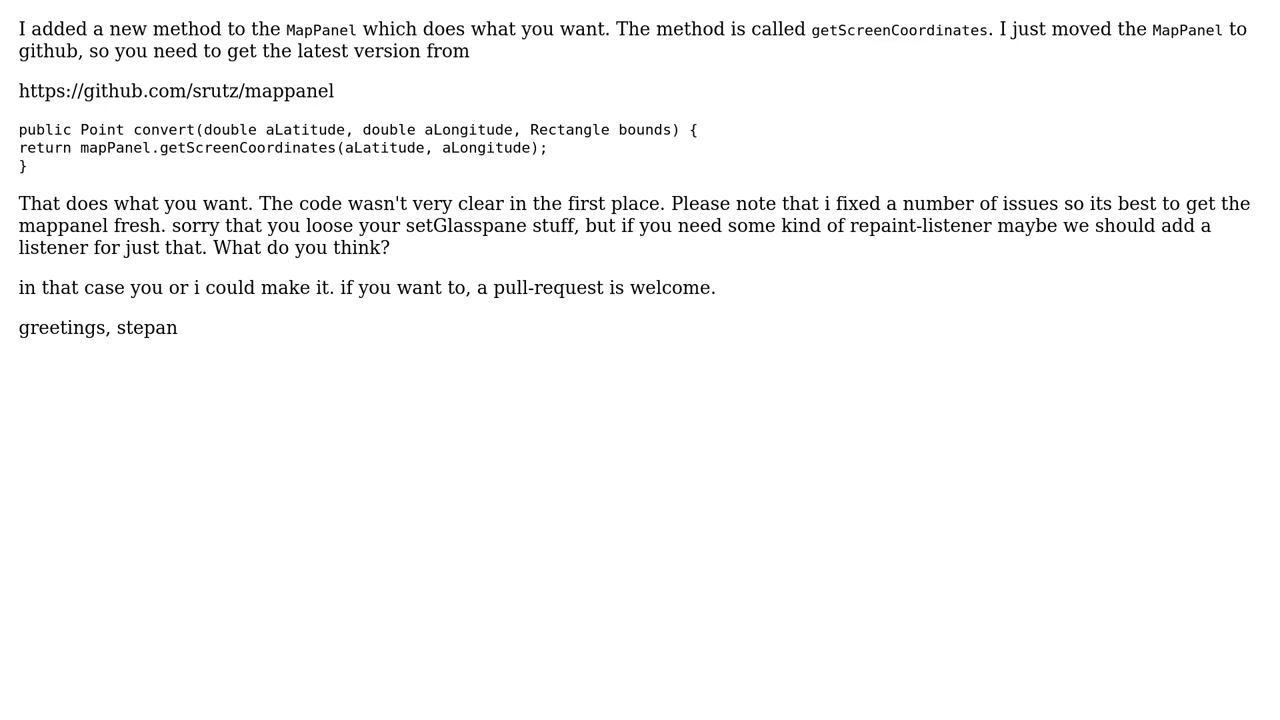 I added a new method to the MapPanel which does what you want. The method is called getScreenCoordinates. I just moved the MapPanel to
github, so you need to get the latest version from
https://github.com/srutz/mappanel
public Point convert(double aLatitude, double aLongitude, Rectangle bounds) {
return mapPanel.getScreenCoordinates(aLatitude, aLongitude);
}
That does what you want. The code wasn't very clear in the first place. Please note that i fixed a number of issues so its best to get the
mappanel fresh. sorry that you loose your setGlasspane stuff, but if you need some kind of repaint-listener maybe we should add a
listener for just that. What do you think?
in that case you or i could make it. if you want to, a pull-request is welcome.
greetings, stepan